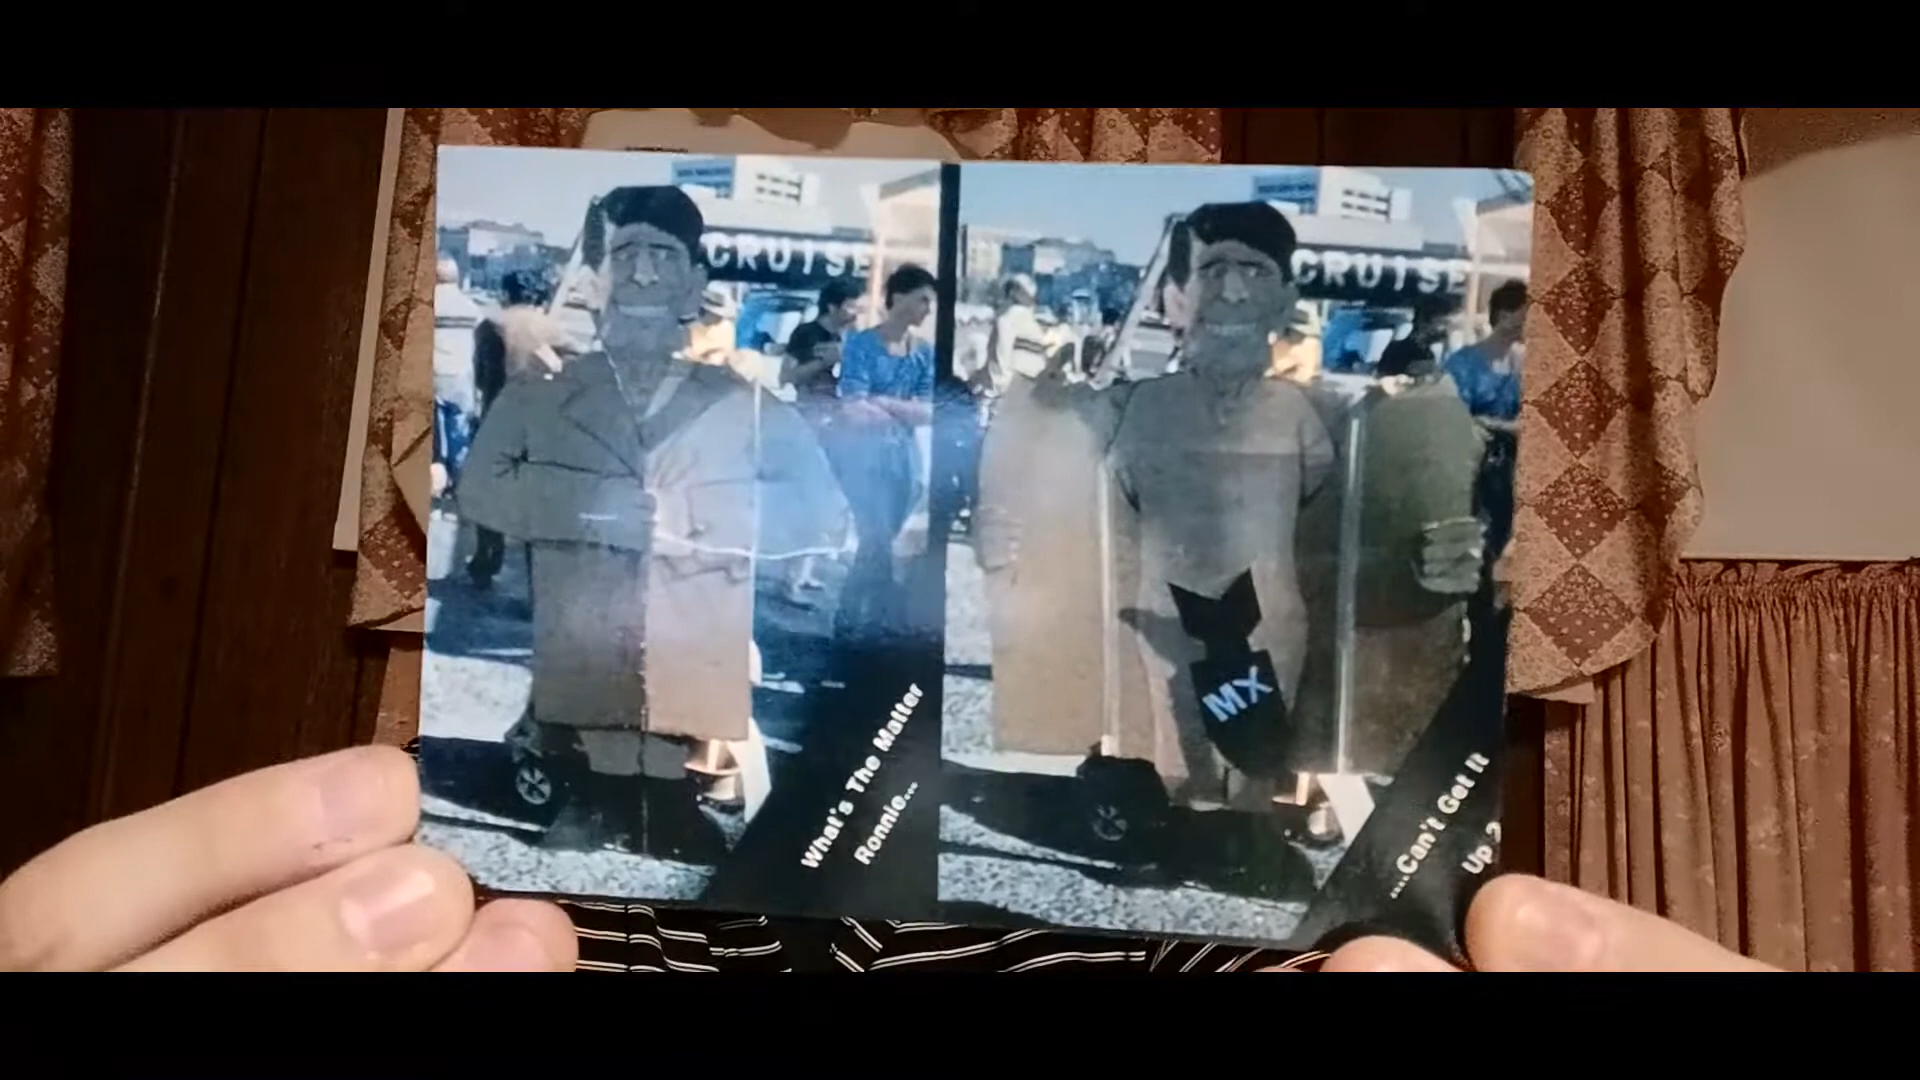 CRUISE
What's The Matter
Ronnie...
CRUISE
MX
....Can't Get It
Up ?